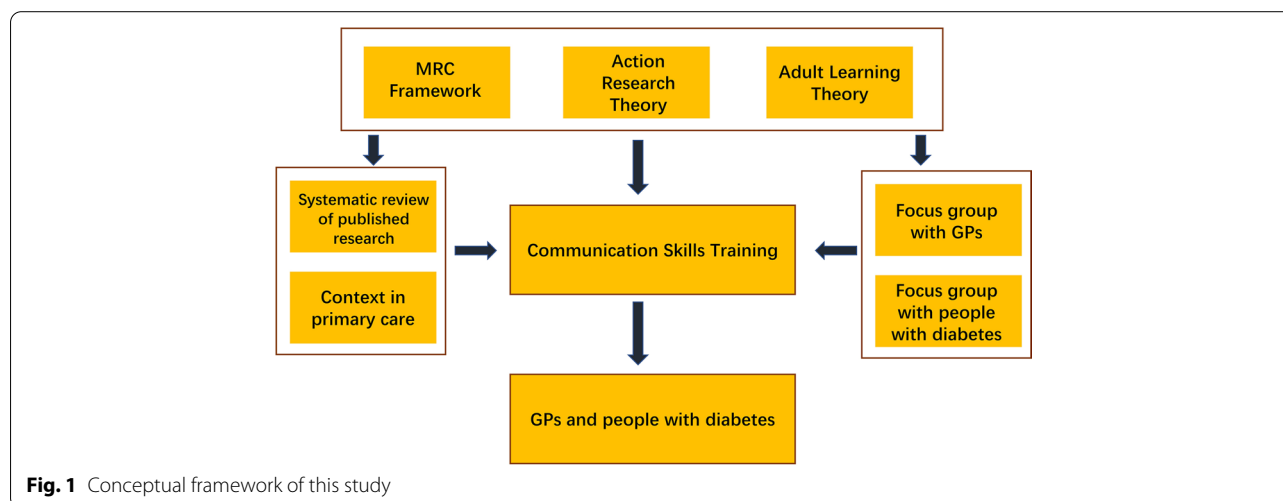 MRC
Framework
Action
Research
Theory
Adult Learning
Theory
Systematic review
of published
research
Context in
primary care
Communication Skills Training
Focus group
with GPs
Focus group
with people
with diabetes
GPs and people with diabetes
Fig. 1 Conceptual framework of this study